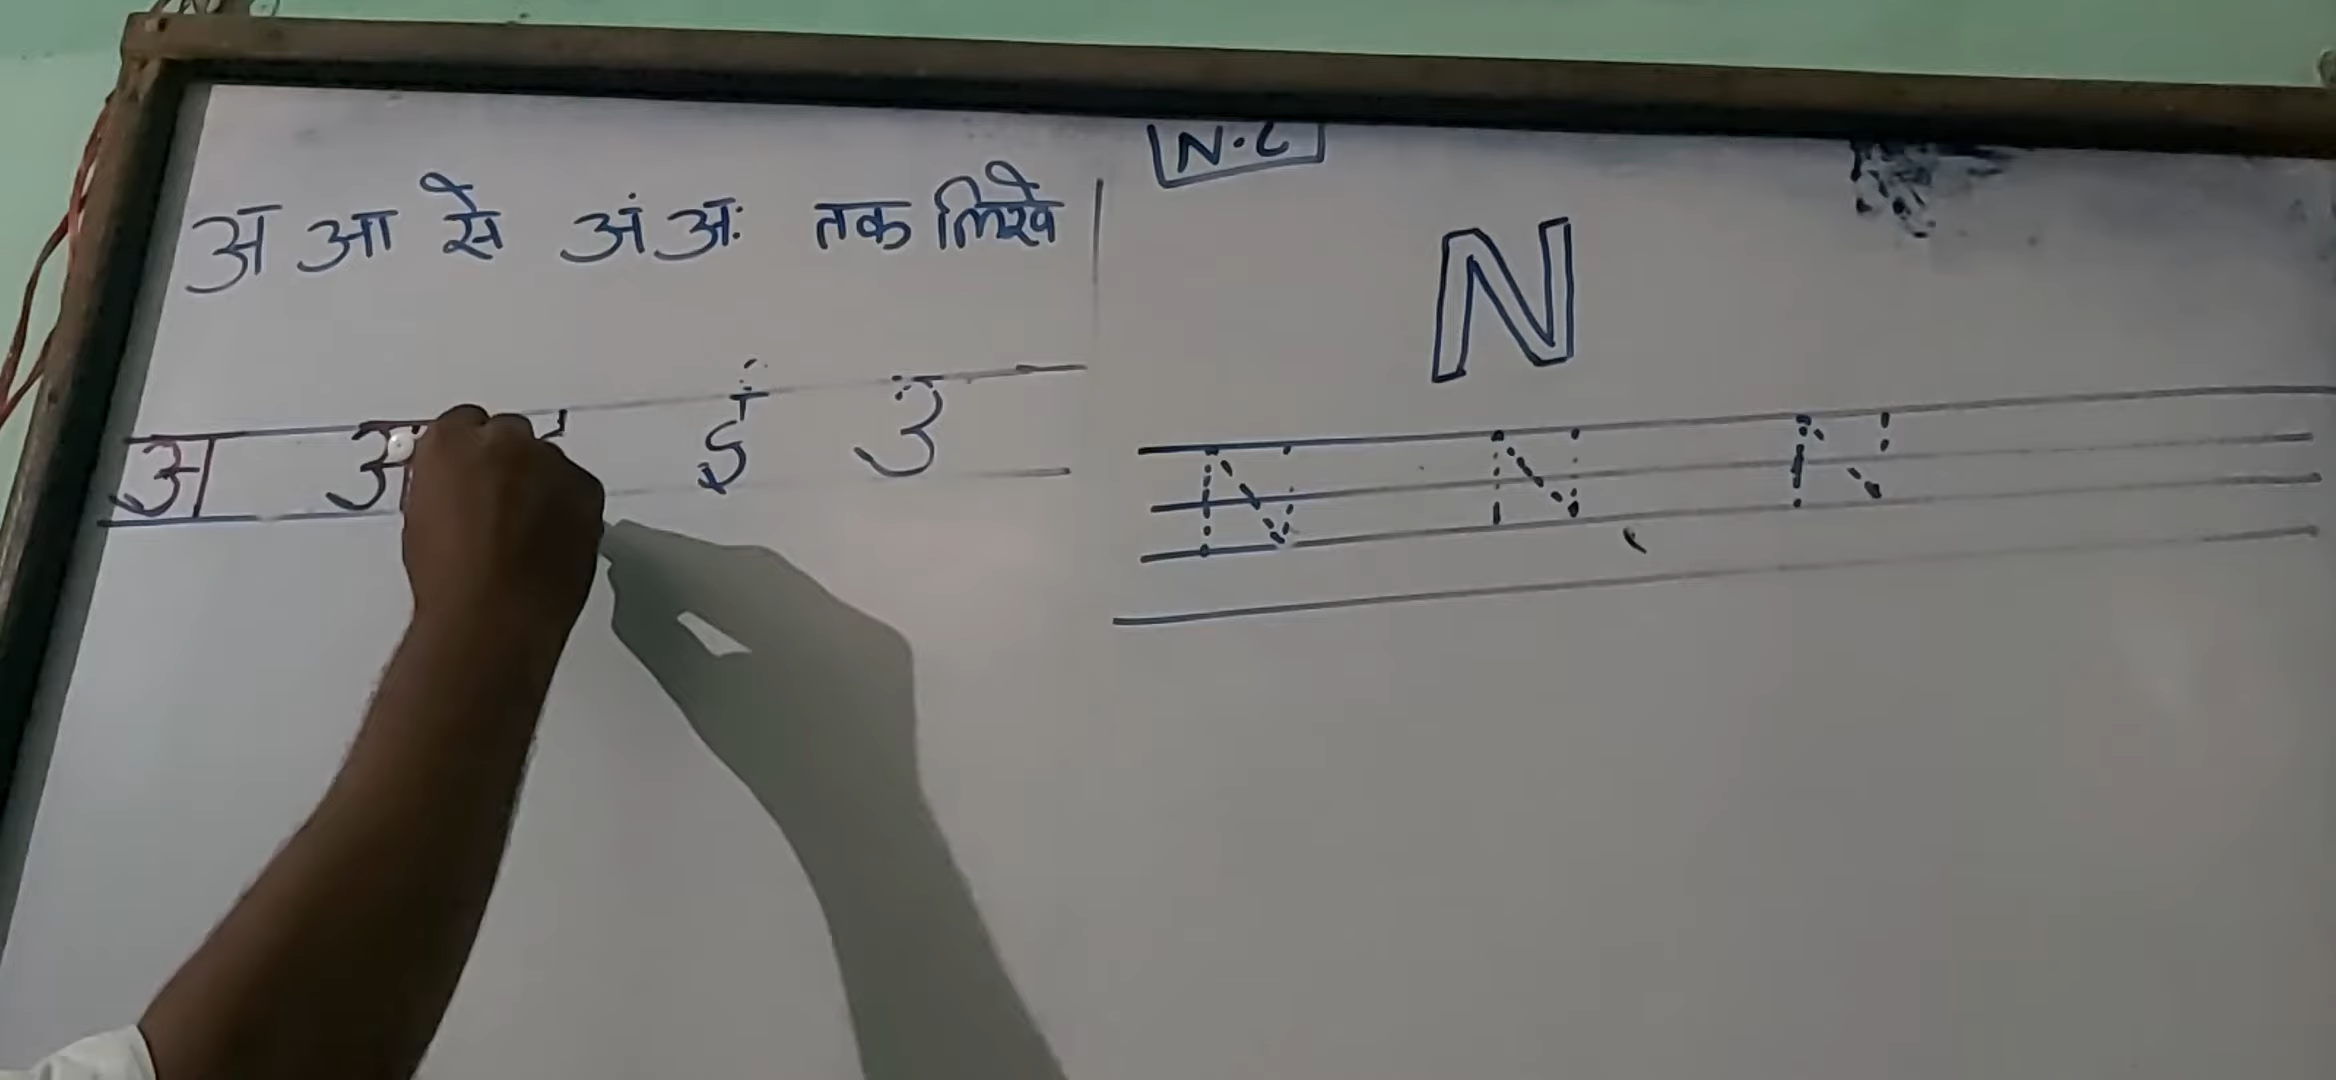 अ आ से अं अः तक लिखे
अ अ इ ई उ
N.C
N
N N N